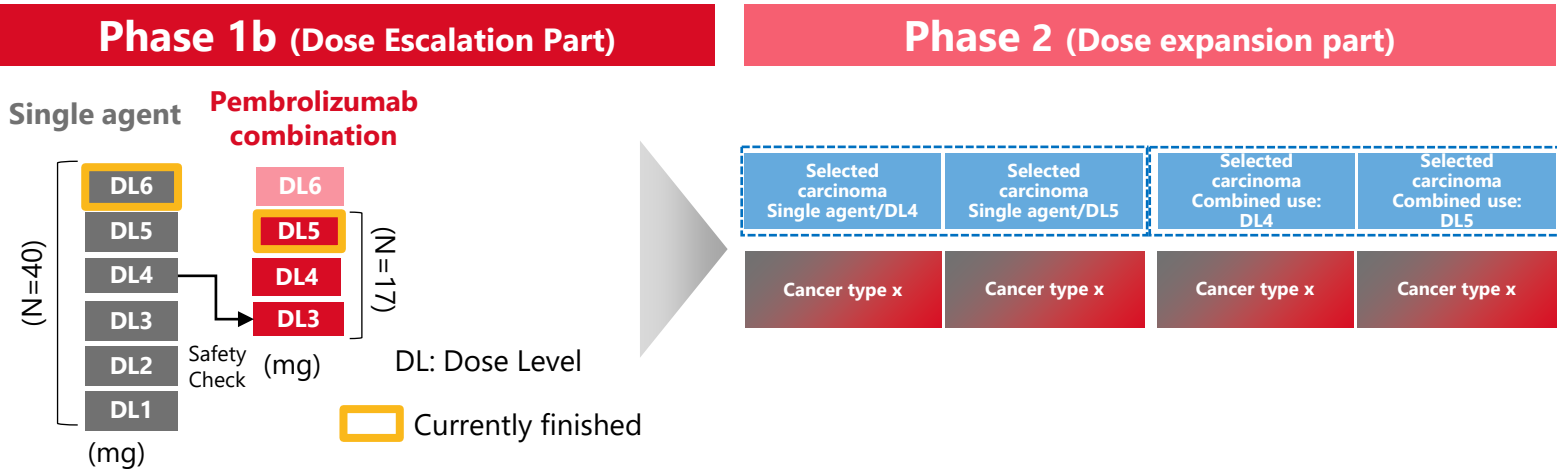 Phase 1b (Dose Escalation Part)
Phase 2 (Dose expansion part)
Single agent
Pembrolizumab
combination
(N=40)
DL6
DL5
DL4
DL3
DL2
DL1
(mg)
Safety
Check
DL6
DL5
DL4
DL3
(N=17)
(mg)
DL: Dose Level
Currently finished
Selected
carcinoma
Single agent/DL4
Selected
carcinoma
Single agent/DL5
Selected
carcinoma
Combined use:
DL4
Selected
carcinoma
Combined use:
DL5
Cancer type x
Cancer type x
Cancer type x
Cancer type x